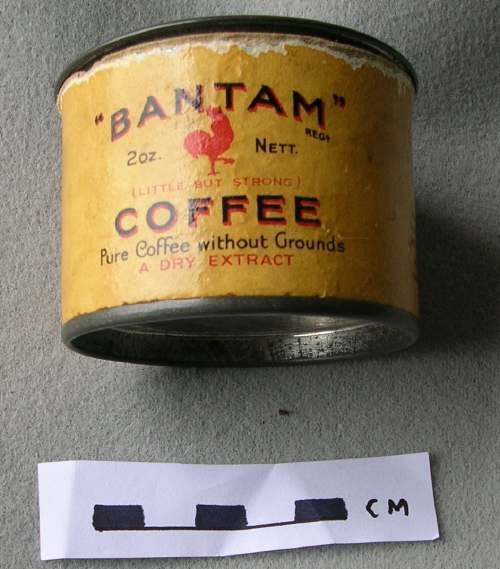 "BANTAM"
REGD
2oz. NETT.
(LITTLE BUT STRONG)
COFFEE
Pure Coffee without Grounds
A DRY EXTRACT
CM